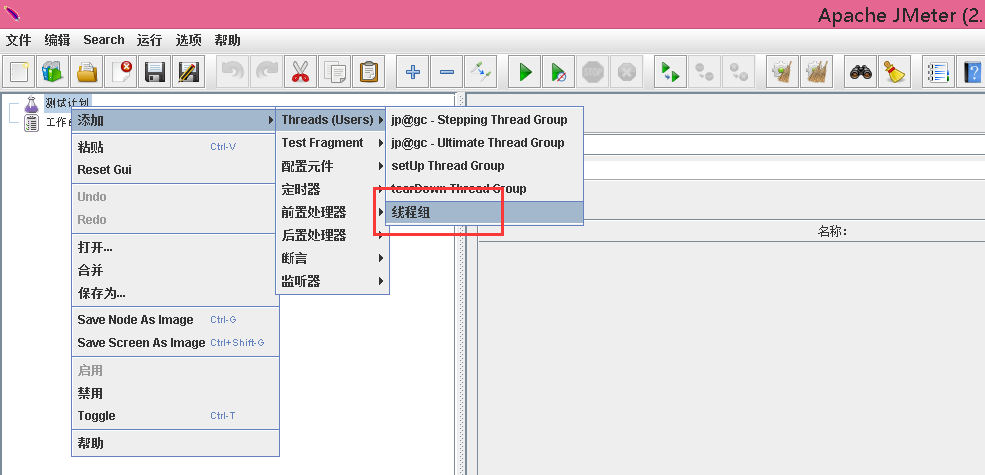 Apache JMeter (2.
文件 编辑 Search 运行 选项 帮助
测试计划
工作
添加
粘贴 Ctrl-V
Reset Gui
Undo
Redo
打开...
合并
保存为...
Save Node As Image Ctrl-G
Save Screen As Image Ctrl+Shift-G
启用
禁用
Toggle Ctrl-T
帮助
Threads (Users)
Test Fragment
配置元件
定时器
前置处理器
后置处理器
断言
监听器
jp@gc - Stepping Thread Group
jp@gc - Ultimate Thread Group
setUp Thread Group
tearDown Thread Group
线程组
名称：